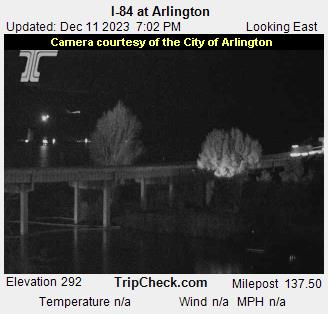 I-84 at Arlington
Updated: Dec 11 2023 7:02 PM Looking East
Camera courtesy of the City of Arlington
Elevation 292 TripCheck.com Milepost 137.50
Temperature n/a Wind n/a MPH n/a